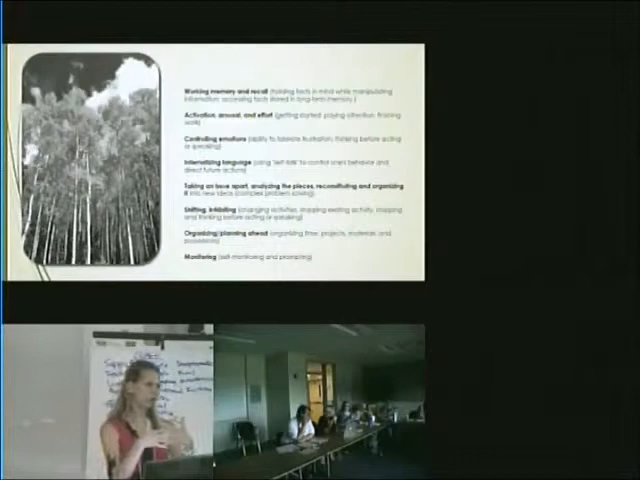 Working memory and recall (holding facts in mind while manipulating
information; accessing facts stored in long-term memory.)
Activation, arousal, and effort (getting started; paying attention; finishing
work)
Controlling emotions (ability to tolerate frustration; thinking before acting
or speaking)
Internalizing language (using "self-talk" to control one's behavior and
direct future actions)
Taking an issue apart, analyzing the pieces, reconstituting and organizing
it into new ideas (complex problem solving).
Shifting, inhibiting (changing activities, stopping existing activity, stopping
and thinking before acting or speaking)
Organizing/planning ahead (organizing time, projects, materials, and
possessions)
Monitoring (self-monitoring and prompting)